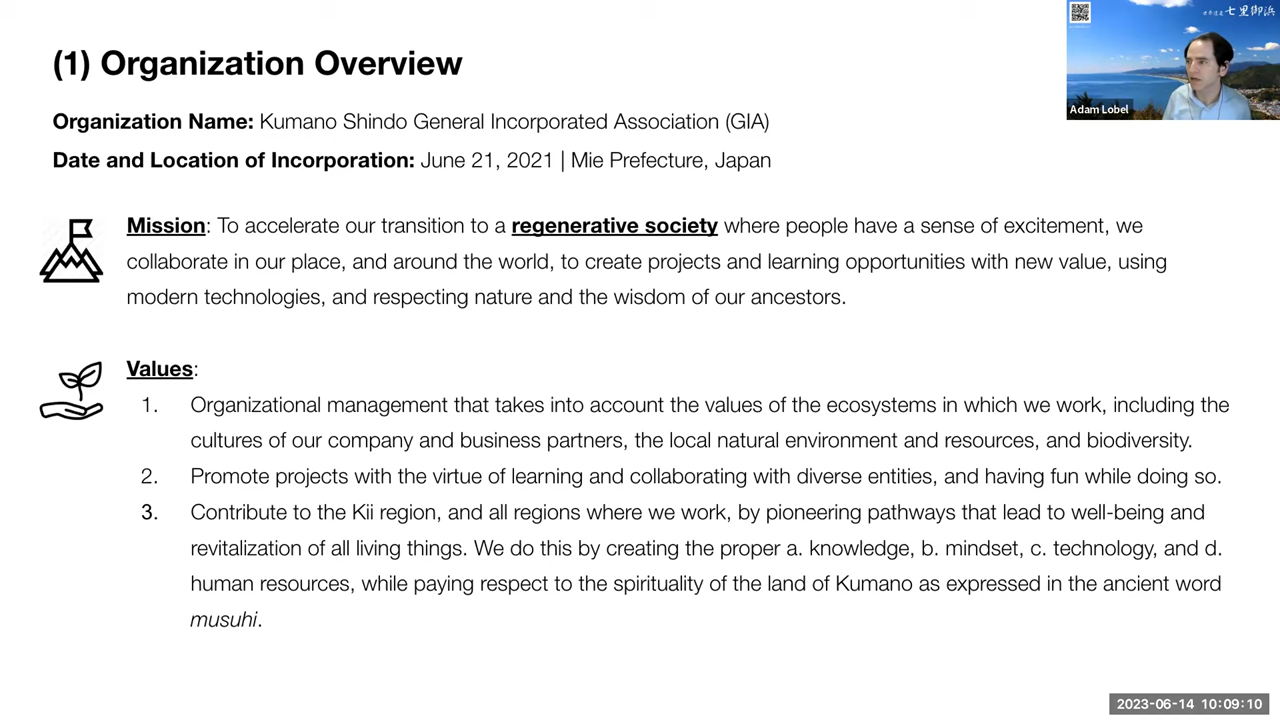 (1) Organization Overview
世界遺産 七里御浜
Adam Lobel
Organization Name: Kumano Shindo General Incorporated Association (GIA)
Date and Location of Incorporation: June 21, 2021 | Mie Prefecture, Japan
Mission: To accelerate our transition to a regenerative society where people have a sense of excitement, we
collaborate in our place, and around the world, to create projects and learning opportunities with new value, using
modern technologies, and respecting nature and the wisdom of our ancestors.
Values:
1. Organizational management that takes into account the values of the ecosystems in which we work, including the
cultures of our company and business partners, the local natural environment and resources, and biodiversity.
2. Promote projects with the virtue of learning and collaborating with diverse entities, and having fun while doing so.
3. Contribute to the Kii region, and all regions where we work, by pioneering pathways that lead to well-being and
revitalization of all living things. We do this by creating the proper a. knowledge, b. mindset, c. technology, and d.
human resources, while paying respect to the spirituality of the land of Kumano as expressed in the ancient word
musuhi.
2023-06-14 10:09:10